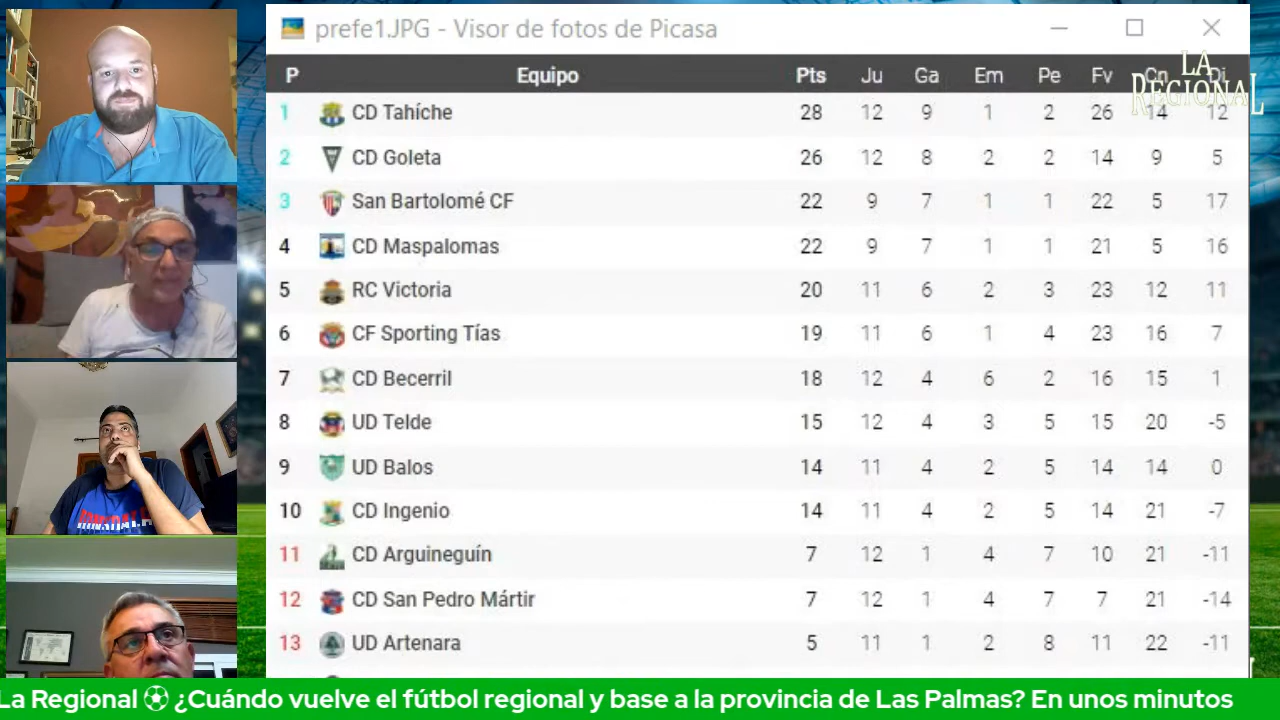 prefe1.JPG - Visor de fotos de Picasa
LA
REGIONAL
P Equipo Pts Ju Ga Em Pe Fv Cn Di
1 CD Tahíche 28 12 9 1 2 26 14 12
2 CD Goleta 26 12 8 2 2 14 9 5
3 San Bartolomé CF 22 9 7 1 1 22 5 17
4 CD Maspalomas 22 9 7 1 1 21 5 16
5 RC Victoria 20 11 6 2 3 23 12 11
6 CF Sporting Tías 19 11 6 1 4 23 16 7
7 CD Becerril 18 12 4 6 2 16 15 1
8 UD Telde 15 12 4 3 5 15 20 -5
9 UD Balos 14 11 4 2 5 14 14 0
10 CD Ingenio 14 11 4 2 5 14 21 -7
11 CD Arguineguín 7 12 1 4 7 10 21 -11
12 CD San Pedro Mártir 7 12 1 4 7 7 21 -14
13 UD Artenara 5 11 1 2 8 11 22 -11
La Regional ⚽ ¿Cuándo vuelve el fútbol regional y base a la provincia de Las Palmas? En unos minutos